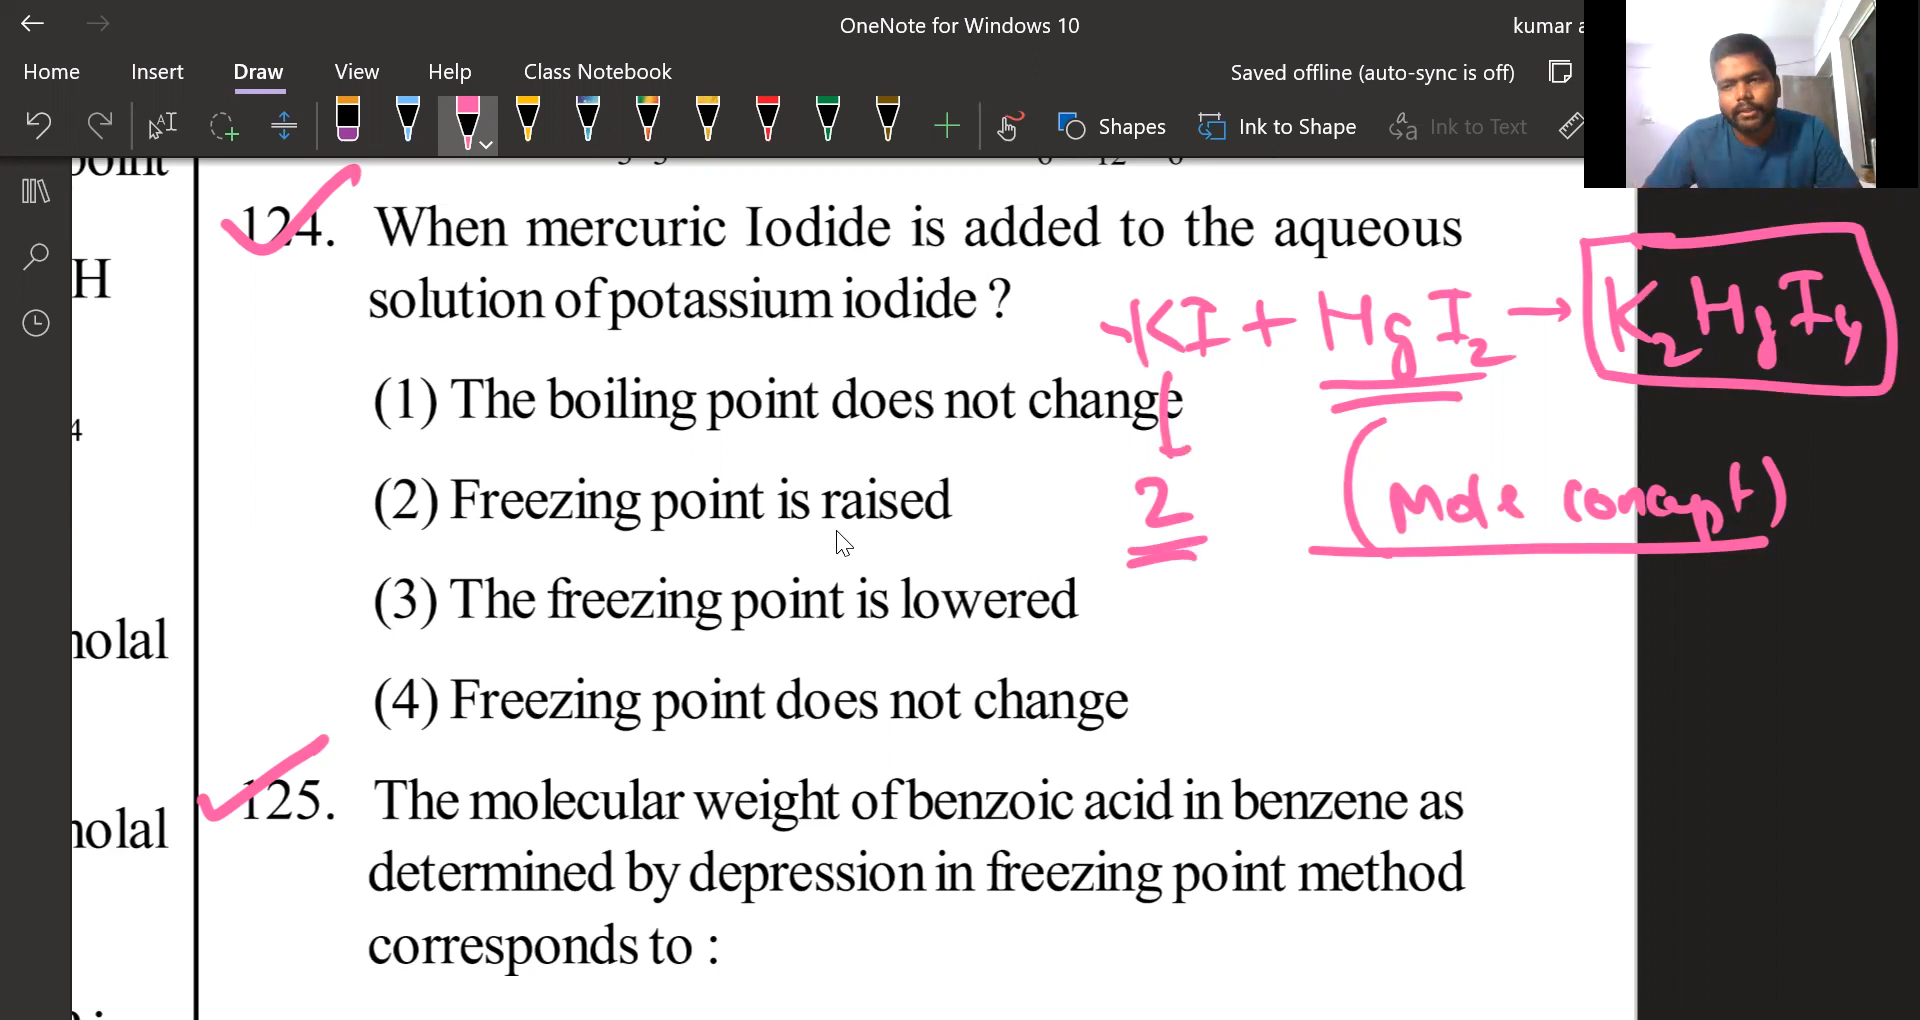 OneNote for Windows 10
kumar a
Home Insert Draw View Help Class Notebook
Saved offline (auto-sync is off)
Shapes Ink to Shape Ink to Text
point
124. When mercuric Iodide is added to the aqueous
solution of potassium iodide ?
KI + HgI2 → K2HgI4
(1) The boiling point does not change
(2) Freezing point is raised
2
(Mole concept)
(3) The freezing point is lowered
(4) Freezing point does not change
125. The molecular weight of benzoic acid in benzene as
determined by depression in freezing point method
corresponds to :
H
4
nolal
nolal